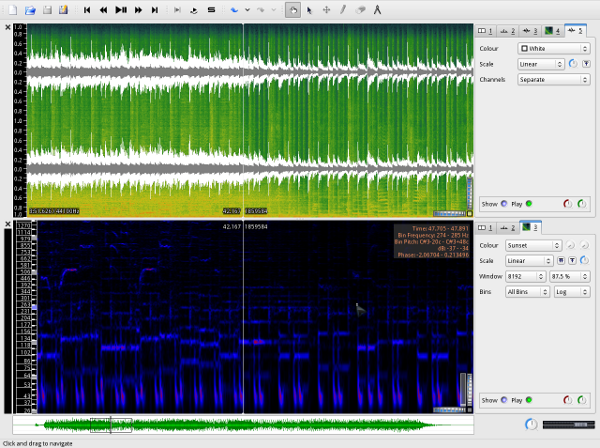 1.0
0.8
0.6
0.4
0.2
0.0
0.2
0.4
0.6
0.8
1.0
0.8
0.6
0.4
0.2
0.0
0.2
0.4
0.6
0.8
1.0
42.167 1859584
1 2 3 4 5
Colour White
Scale Linear
Channels Separate
Show Play
42.167 1859584
Time: 47.765 - 47.891
Bin Frequency: 274 - 285 Hz
Bin Pitch: C#3-20c - C#3+48c
dB: -37 - -34
Phase: -2.06704 - 0.213496
1 2 3
Colour Sunset
Scale Linear
Window 8192 87.5 %
Bins All Bins Log
Show Play
Click and drag to navigate